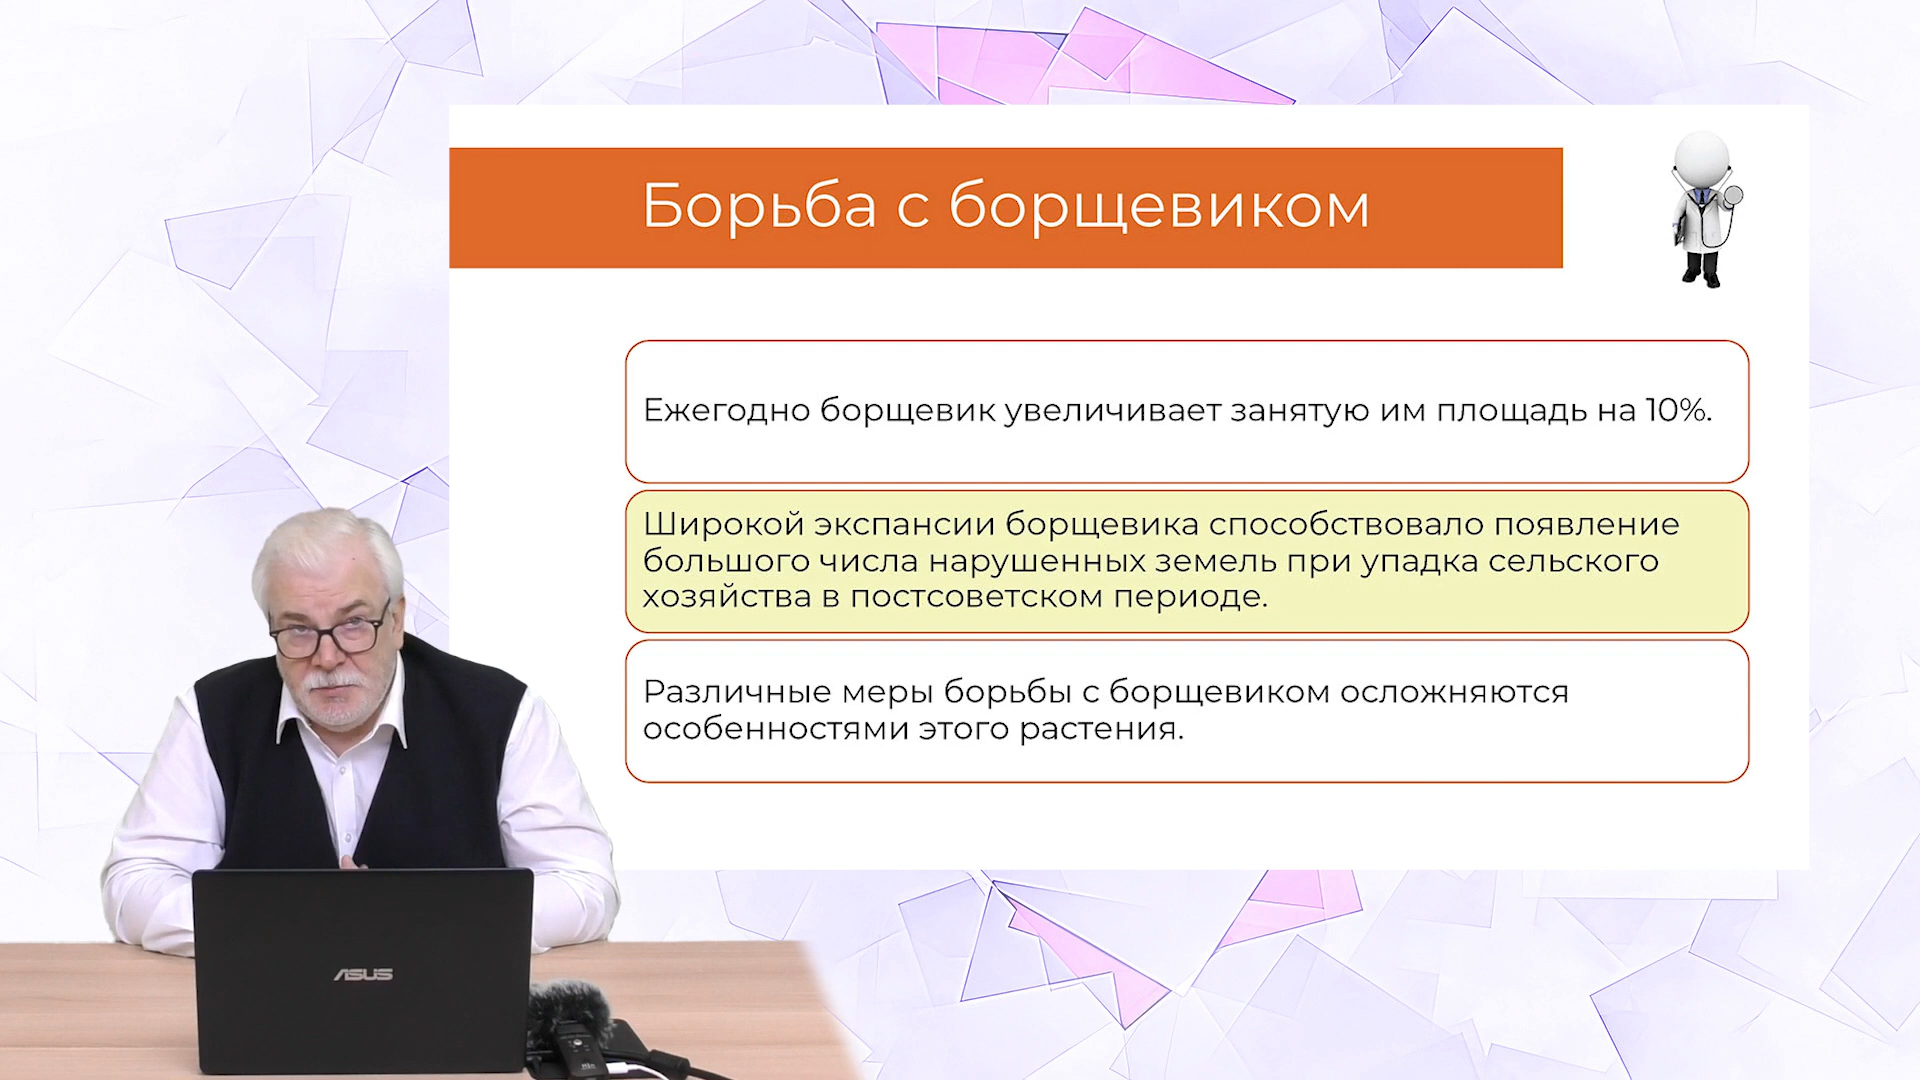 Борьба с борщевиком
Ежегодно борщевик увеличивает занятую им площадь на 10%.
Широкой экспансии борщевика способствовало появление
большого числа нарушенных земель при упадка сельского
хозяйства в постсоветском периоде.
Различные меры борьбы с борщевиком осложняются
особенностями этого растения.
ASUS